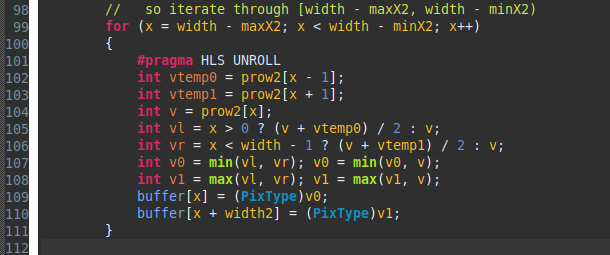 98 //   so iterate through [width - maxX2, width - minX2)
99 for (x = width - maxX2; x < width - minX2; x++)
100 {
101 #pragma HLS UNROLL
102 int vtemp0 = prow2[x - 1];
103 int vtemp1 = prow2[x + 1];
104 int v = prow2[x];
105 int vl = x > 0 ? (v + vtemp0) / 2 : v;
106 int vr = x < width - 1 ? (v + vtemp1) / 2 : v;
107 int v0 = min(vl, vr); v0 = min(v0, v);
108 int v1 = max(vl, vr); v1 = max(v1, v);
109 buffer[x] = (PixType)v0;
110 buffer[x + width2] = (PixType)v1;
111 }
112